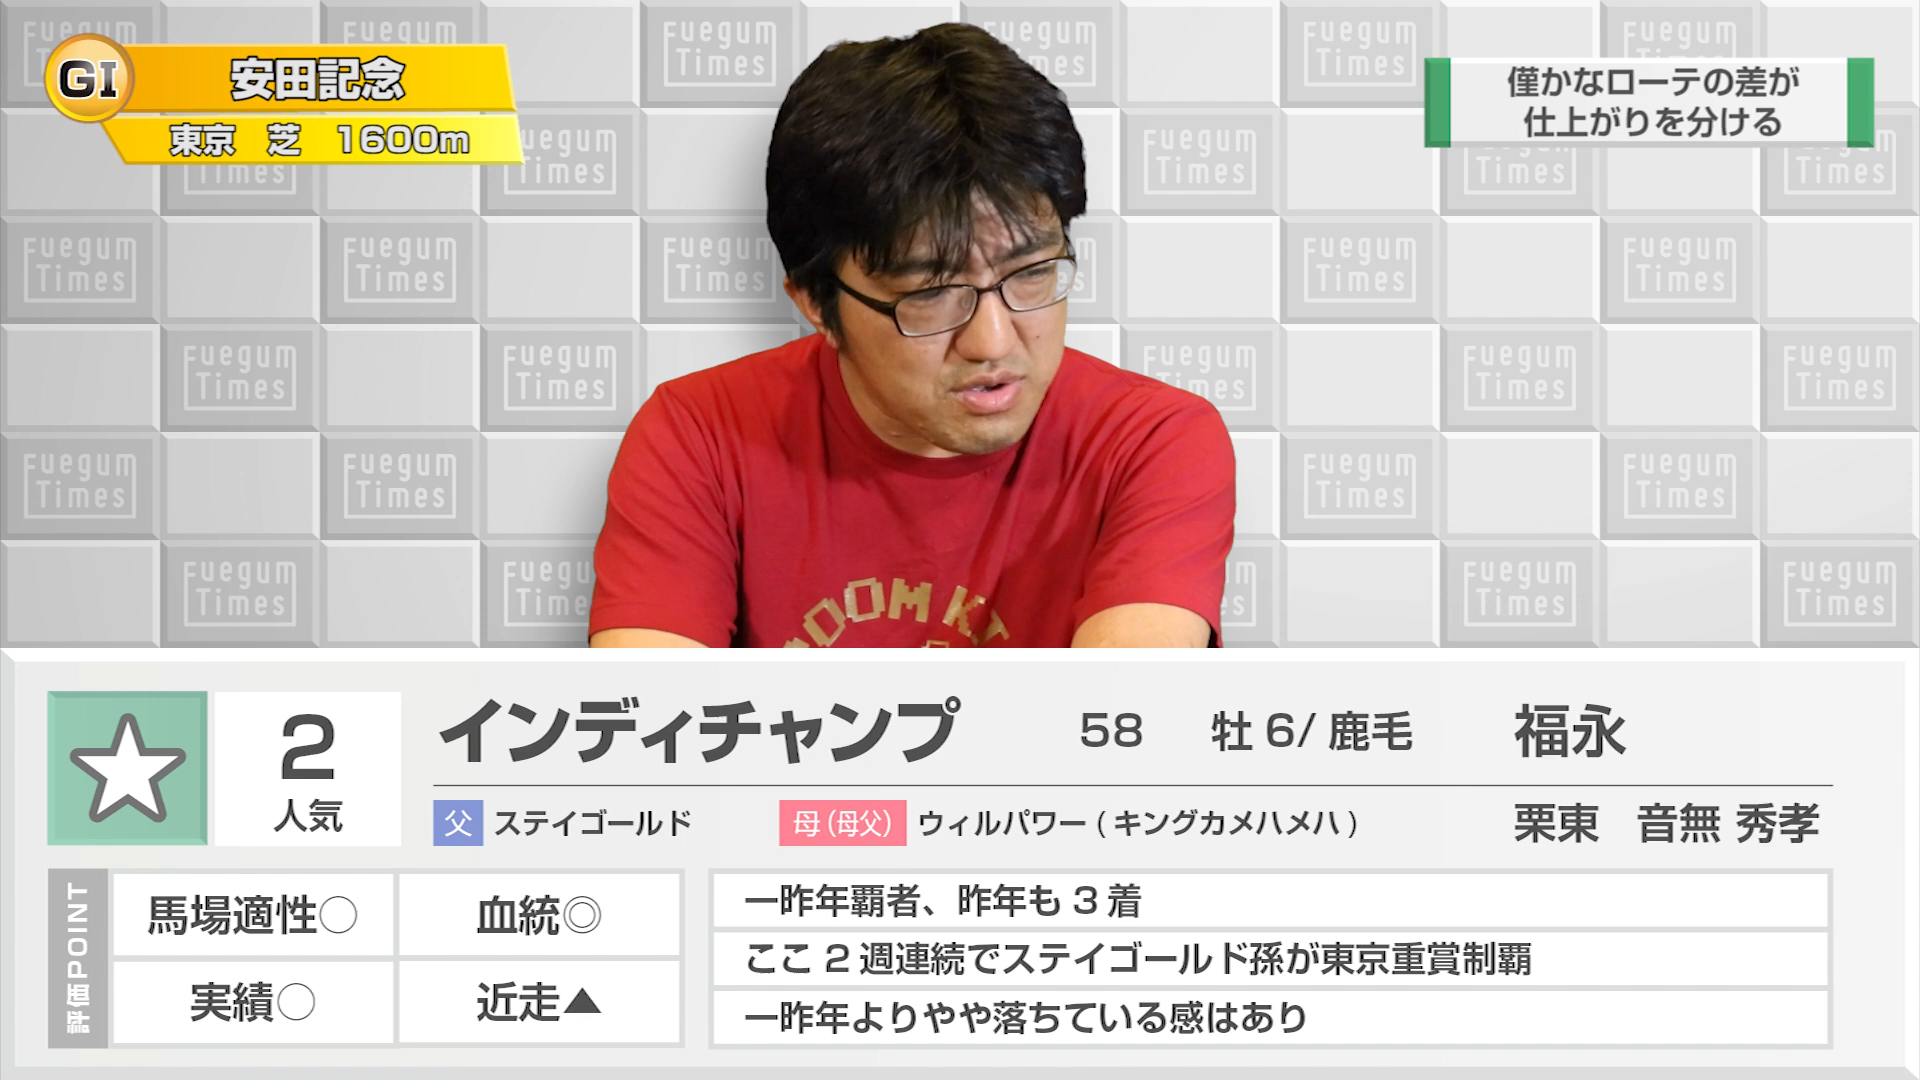 GI 安田記念
東京 芝 1600m
僅かなローテの差が
仕上がりを分ける
Fuegum
Times
☆
2
人気
インディチャンプ 58 牡 6/ 鹿毛 福永
父 ステイゴールド 母(母父) ウィルパワー ( キングカメハメハ ) 栗東 音無 秀孝
評価POINT
馬場適性○ 血統◎
実績○ 近走▲
一昨年覇者、昨年も 3 着
ここ 2 週連続でステイゴールド孫が東京重賞制覇
一昨年よりやや落ちている感はあり